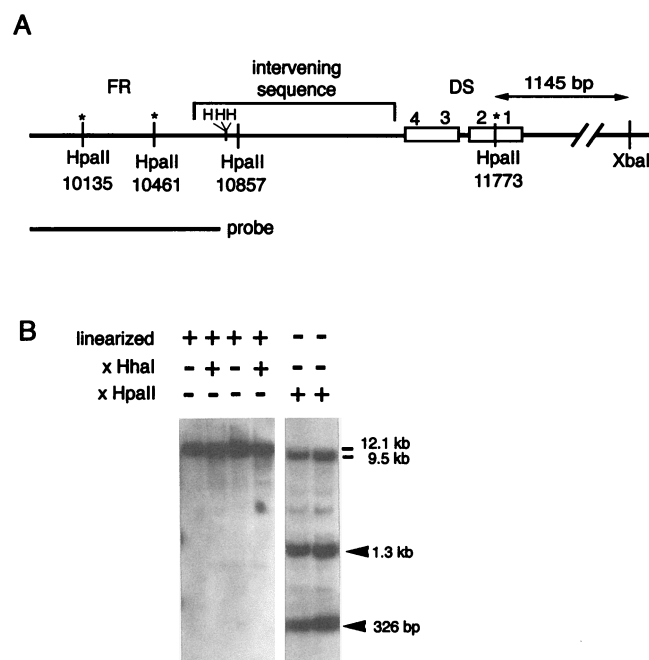 A
intervening
sequence
FR
DS
1145 bp
* * HHH 4 3 2 * 1
HpaII HpaII HpaII HpaII XbaI
10135 10461 10857 11773
probe
B
linearized + + + + - -
x HhaI - + - + - -
x HpaII - - - - + +
12.1 kb
9.5 kb
1.3 kb
326 bp